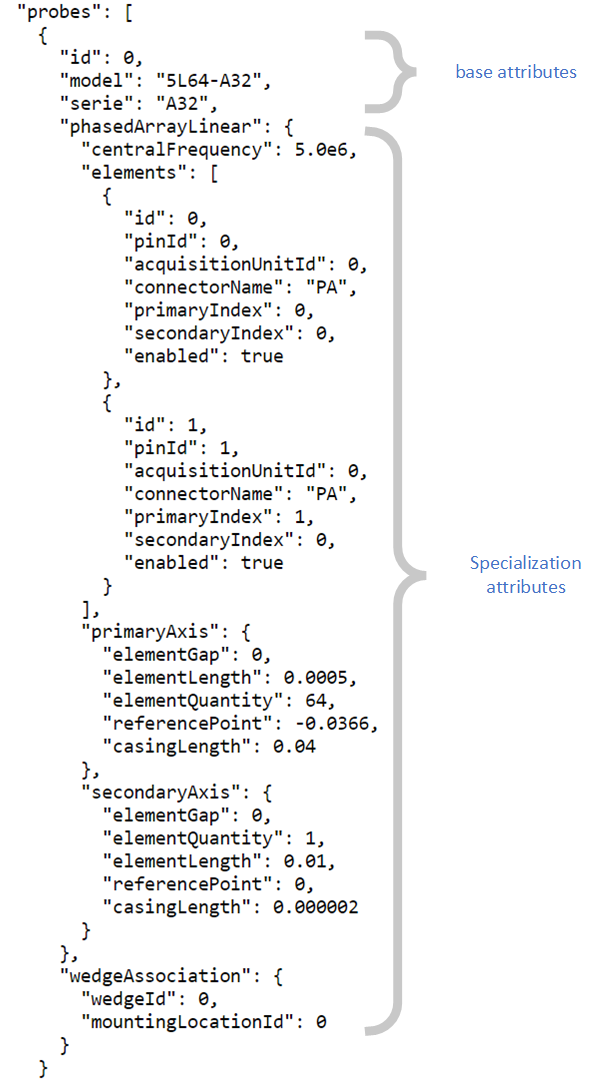 "probes": [
{
"id": 0,
"model": "5L64-A32",
"serie": "A32",
base attributes
"phasedArrayLinear": {
"centralFrequency": 5.0e6,
"elements": [
{
"id": 0,
"pinId": 0,
"acquisitionUnitId": 0,
"connectorName": "PA",
"primaryIndex": 0,
"secondaryIndex": 0,
"enabled": true
},
{
"id": 1,
"pinId": 1,
"acquisitionUnitId": 0,
"connectorName": "PA",
"primaryIndex": 1,
"secondaryIndex": 0,
"enabled": true
}
],
"primaryAxis": {
"elementGap": 0,
"elementLength": 0.0005,
"elementQuantity": 64,
"referencePoint": -0.0366,
"casingLength": 0.04
},
"secondaryAxis": {
"elementGap": 0,
"elementQuantity": 1,
"elementLength": 0.01,
"referencePoint": 0,
"casingLength": 0.000002
}
},
"wedgeAssociation": {
"wedgeId": 0,
"mountingLocationId": 0
}
}
Specialization
attributes